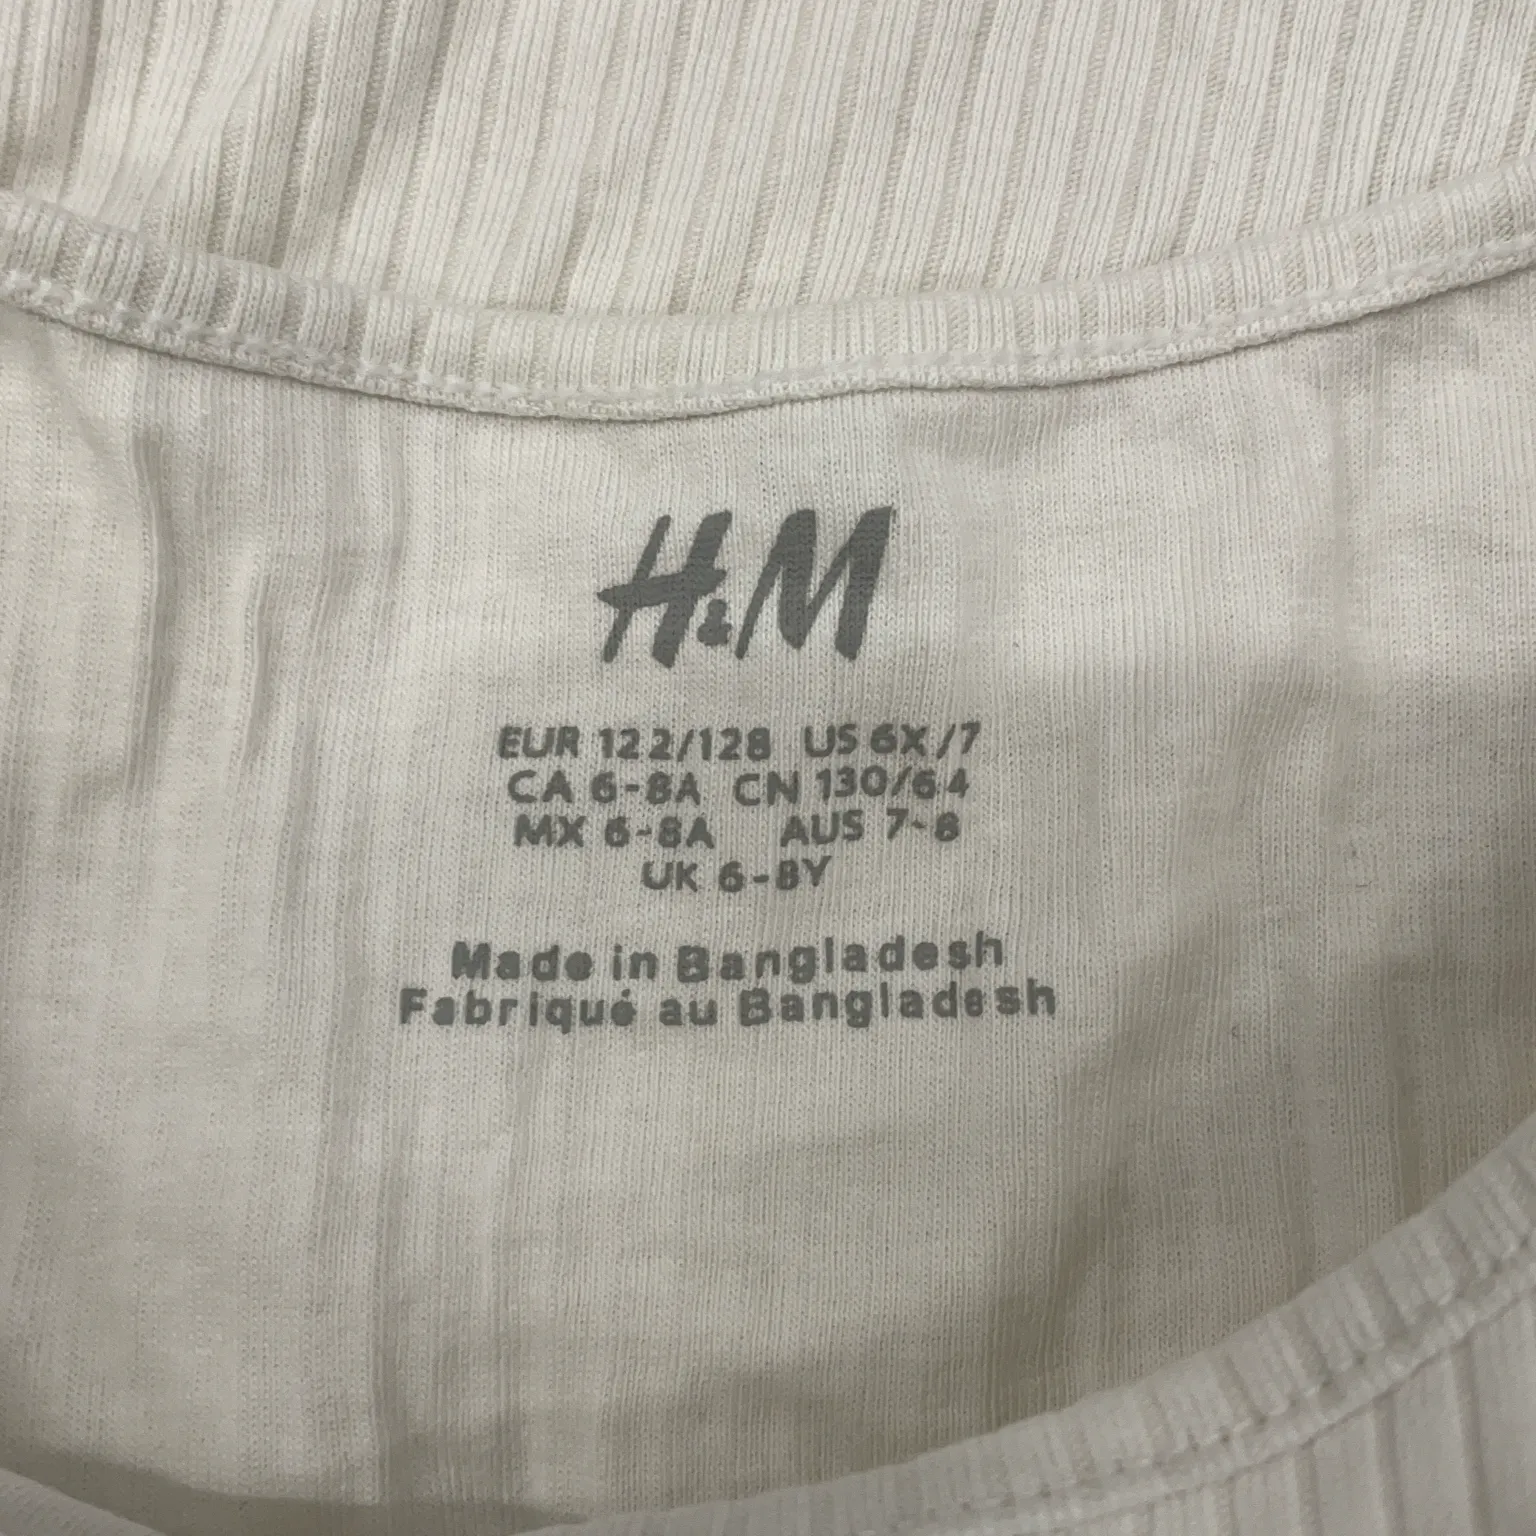 H&M
EUR 122/128 US 6X/7
CA 6-8A CN 130/64
MX 6-8A AUS 7-8
UK 6-8Y
Made in Bangladesh
Fabriqué au Bangladesh